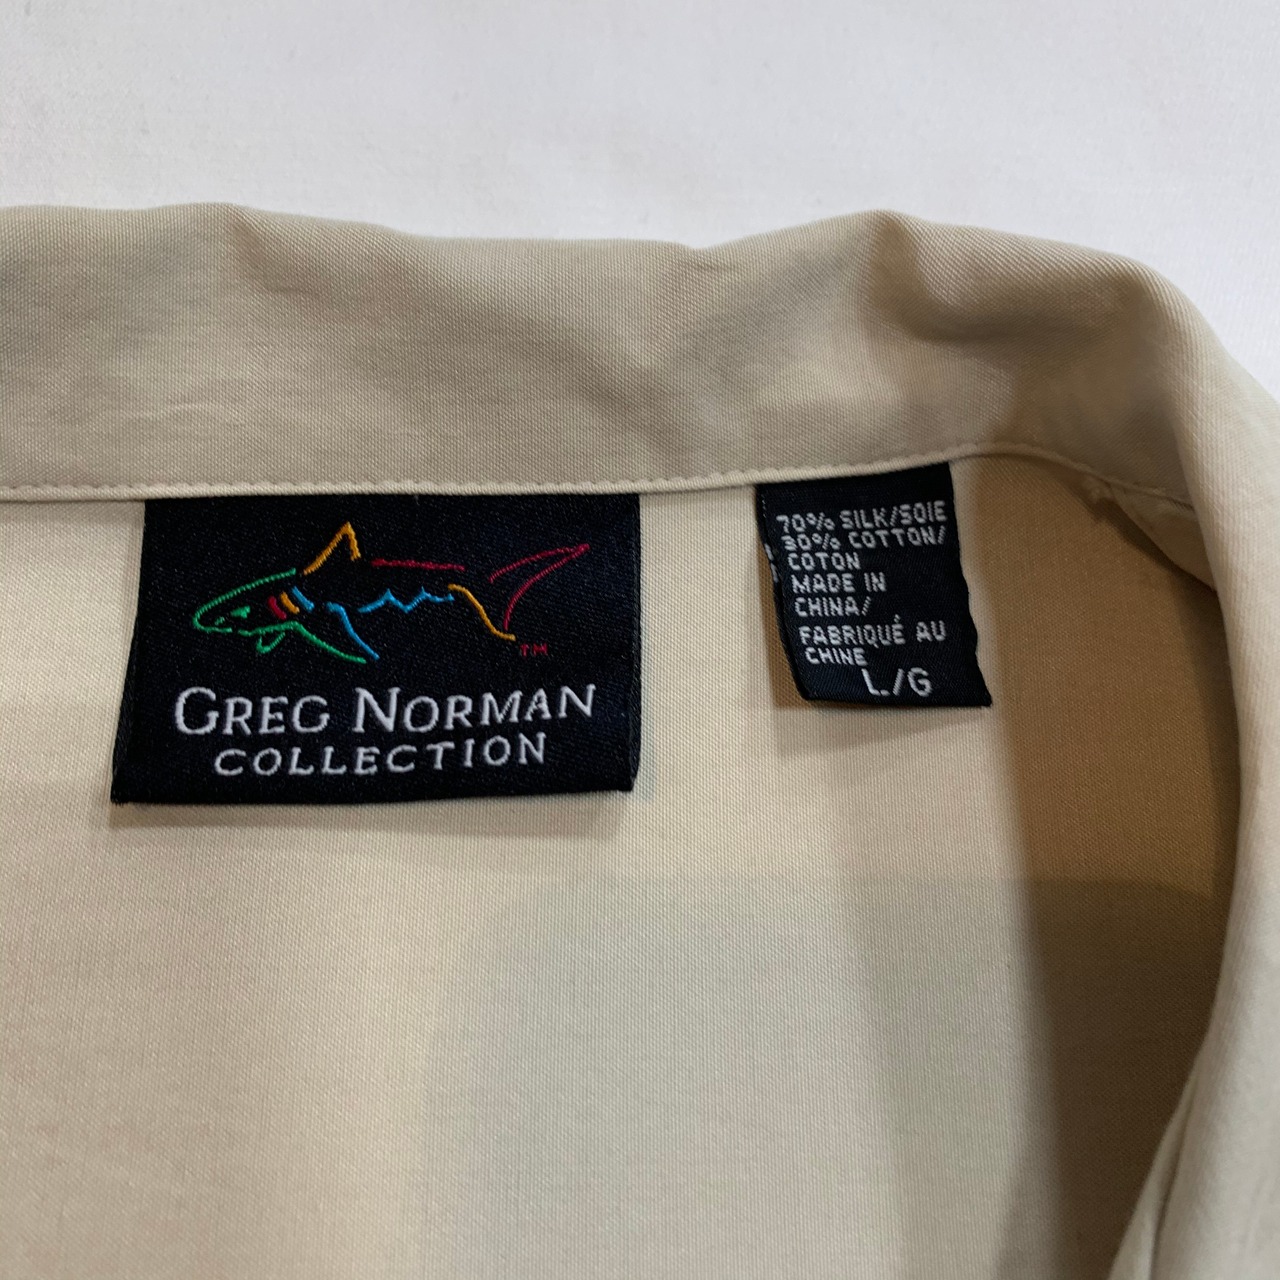 TM
GREG NORMAN
COLLECTION
70% SILK/SOIE
30% COTTON/
COTON
MADE IN
CHINA/
FABRIQUÉ AU
CHINE
L/G